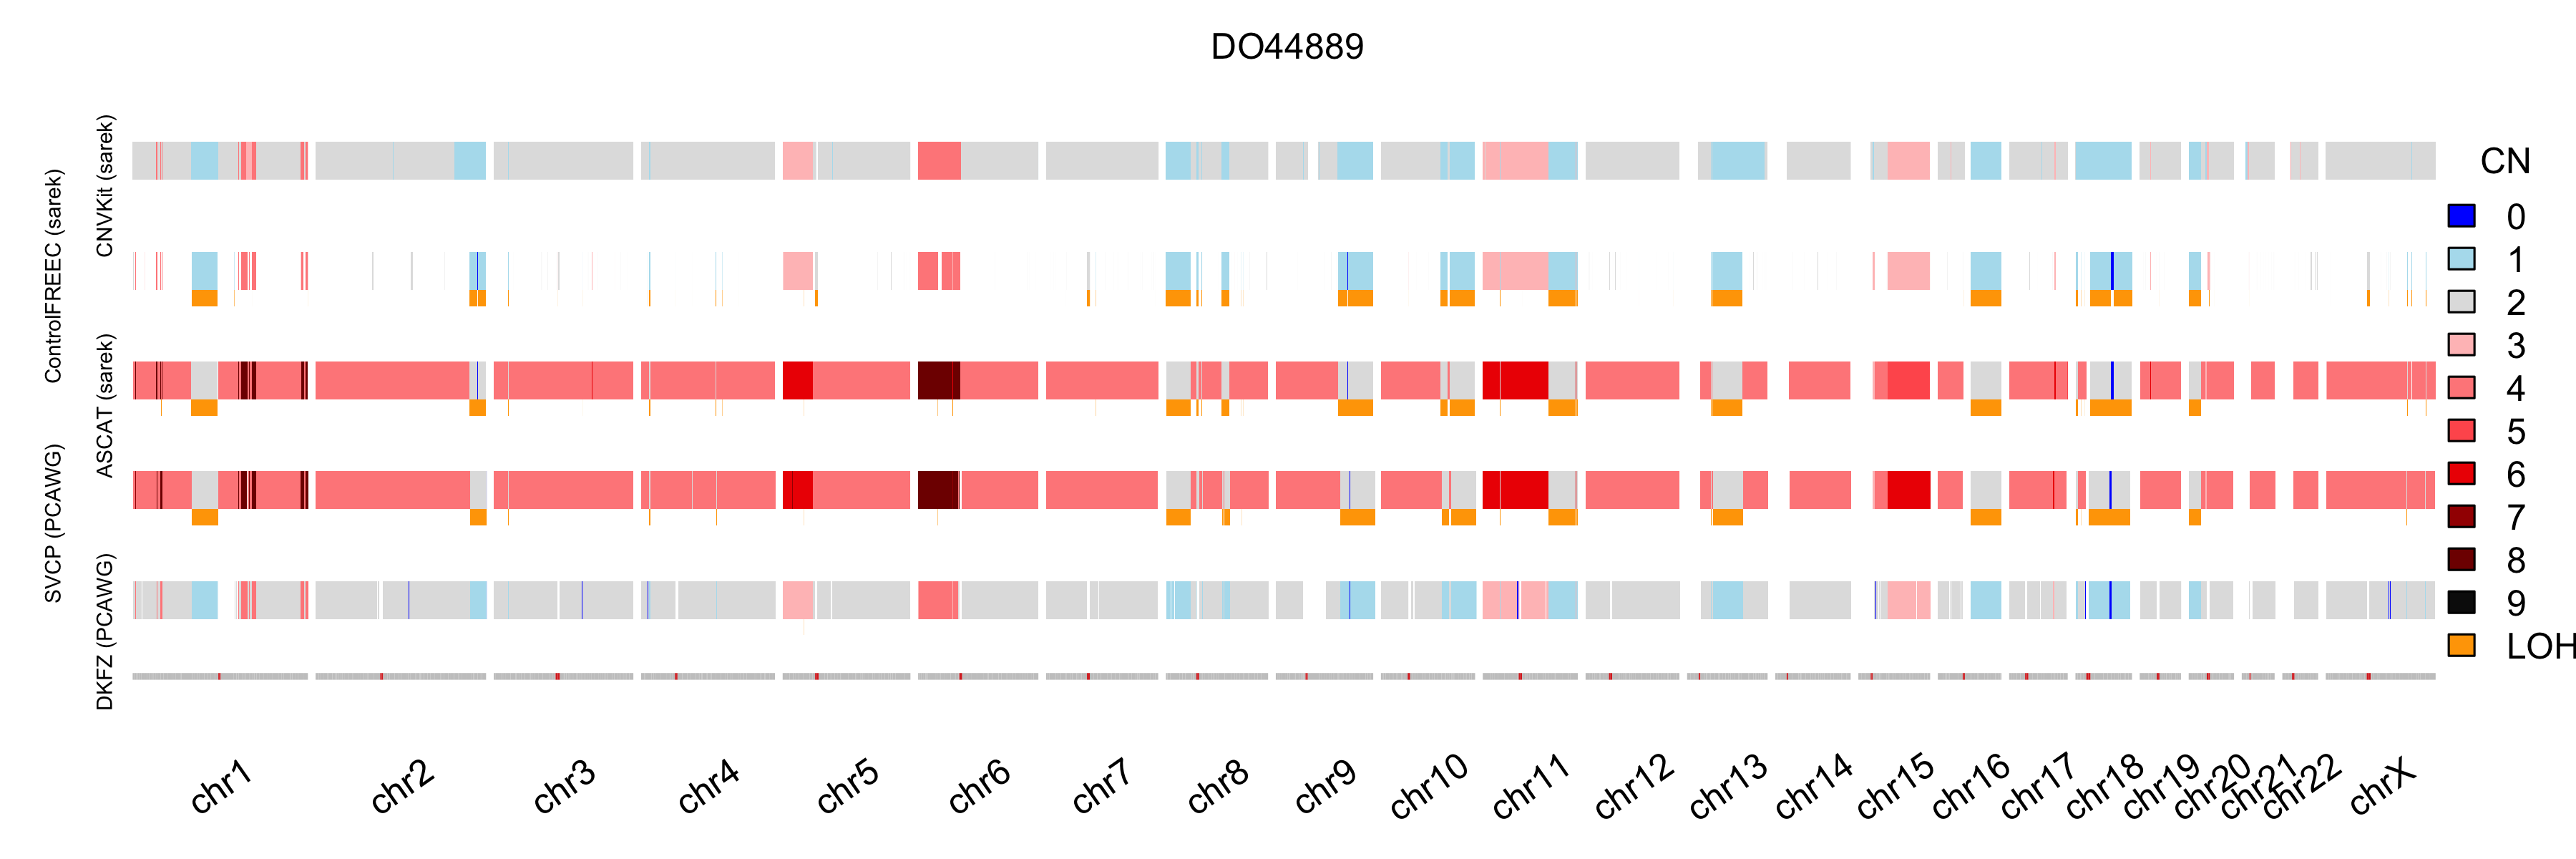 DO44889
CNVKit (sarek)
ControlFREEC (sarek)
ASCAT (sarek)
SVCP (PCAWG)
DKFZ (PCAWG)
CN
0
1
2
3
4
5
6
7
8
9
LOH
chr1
chr2
chr3
chr4
chr5
chr6
chr7
chr8
chr9
chr10
chr11
chr12
chr13
chr14
chr15
chr16
chr17
chr18
chr19
chr20
chr21
chr22
chrX